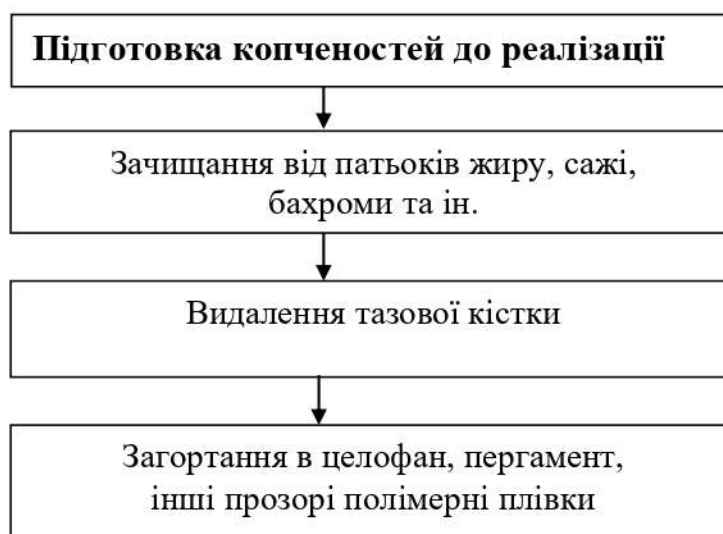 Підготовка копченостей до реалізації
Зачищання від патьоків жиру, сажі,
бахроми та ін.
Видалення тазової кістки
Загортання в целофан, пергамент,
інші прозорі полімерні плівки